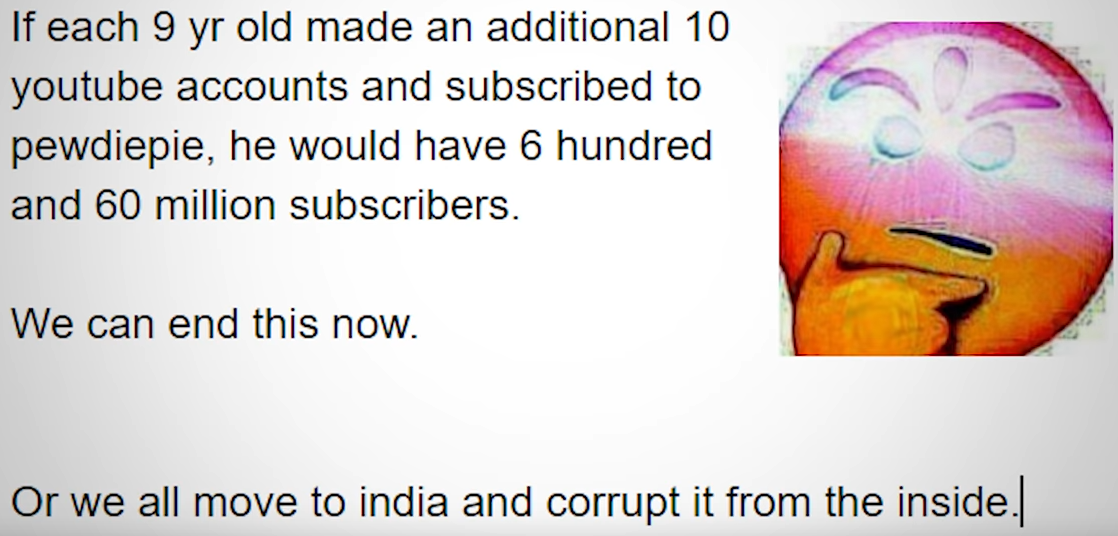 If each 9 yr old made an additional 10
youtube accounts and subscribed to
pewdiepie, he would have 6 hundred
and 60 million subscribers.
We can end this now.
Or we all move to india and corrupt it from the inside.